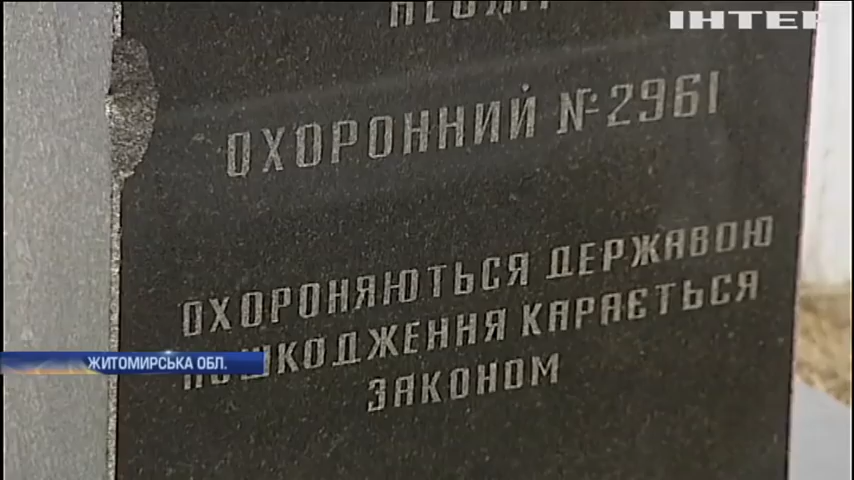 ІНТЕР
ОХОРОННИЙ №2961
ОХОРОНЯЮТЬСЯ ДЕРЖАВОЮ
ПОШКОДЖЕННЯ КАРАЄТЬСЯ
ЗАКОНОМ
ЖИТОМИРСЬКА ОБЛ.